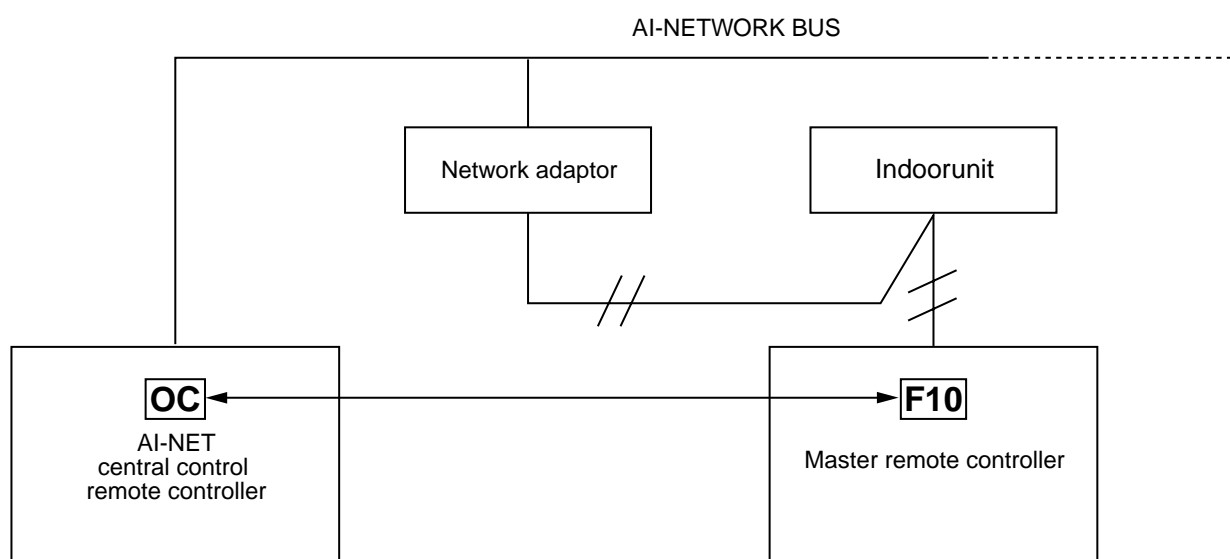 AI-NETWORK BUS
Network adaptor
Indoorunit
OC
AI-NET
central control
remote controller
F10
Master remote controller